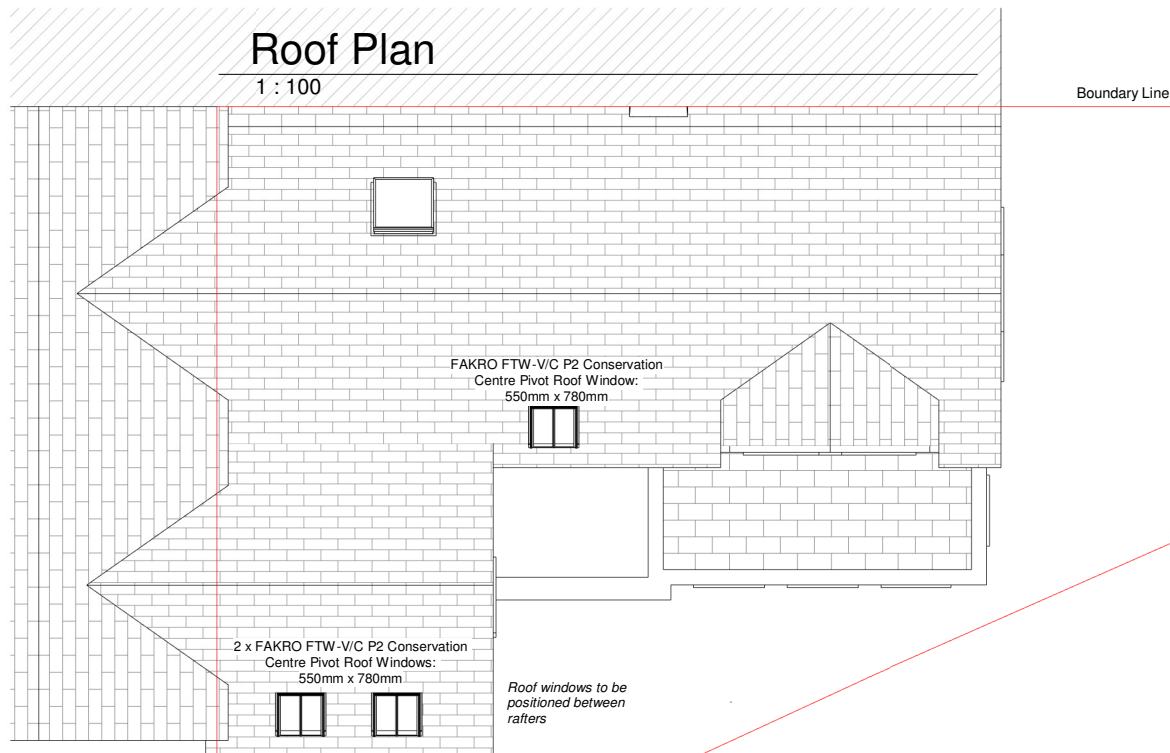 Roof Plan
1 : 100
Boundary Line
FAKRO FTW-V/C P2 Conservation
Centre Pivot Roof Window:
550mm x 780mm
2 x FAKRO FTW-V/C P2 Conservation
Centre Pivot Roof Windows:
550mm x 780mm
Roof windows to be
positioned between
rafters